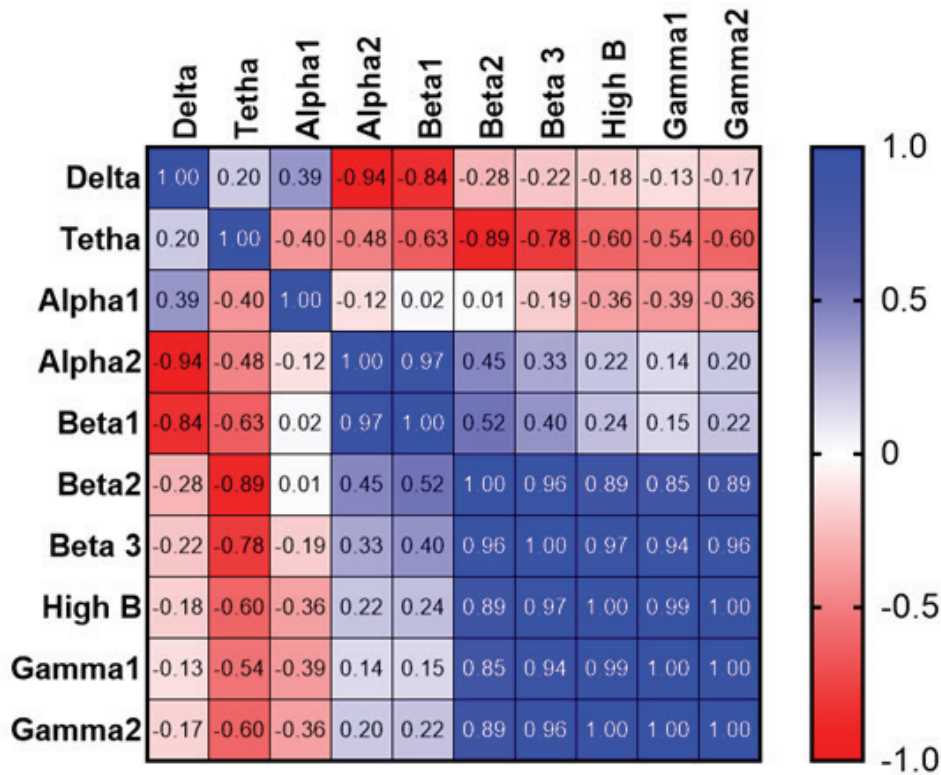 Delta Tetha Alpha1 Alpha2 Beta1 Beta2 Beta 3 High B Gamma1 Gamma2
Delta 1.00 0.20 0.39 -0.94 -0.84 -0.28 -0.22 -0.18 -0.13 -0.17
Tetha 0.20 1.00 -0.40 -0.48 -0.63 -0.89 -0.78 -0.60 -0.54 -0.60
Alpha1 0.39 -0.40 1.00 -0.12 0.02 0.01 -0.19 -0.36 -0.39 -0.36
Alpha2 -0.94 -0.48 -0.12 1.00 0.97 0.45 0.33 0.22 0.14 0.20
Beta1 -0.84 -0.63 0.02 0.97 1.00 0.52 0.40 0.24 0.15 0.22
Beta2 -0.28 -0.89 0.01 0.45 0.52 1.00 0.96 0.89 0.85 0.89
Beta 3 -0.22 -0.78 -0.19 0.33 0.40 0.96 1.00 0.97 0.94 0.96
High B -0.18 -0.60 -0.36 0.22 0.24 0.89 0.97 1.00 0.99 1.00
Gamma1 -0.13 -0.54 -0.39 0.14 0.15 0.85 0.94 0.99 1.00 1.00
Gamma2 -0.17 -0.60 -0.36 0.20 0.22 0.89 0.96 1.00 1.00 1.00
1.0
0.5
0
-0.5
-1.0